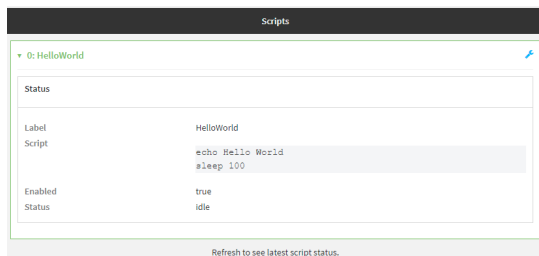 Scripts
0: HelloWorld
Status
Label HelloWorld
Script
echo Hello World
sleep 100
Enabled true
Status idle
Refresh to see latest script status.